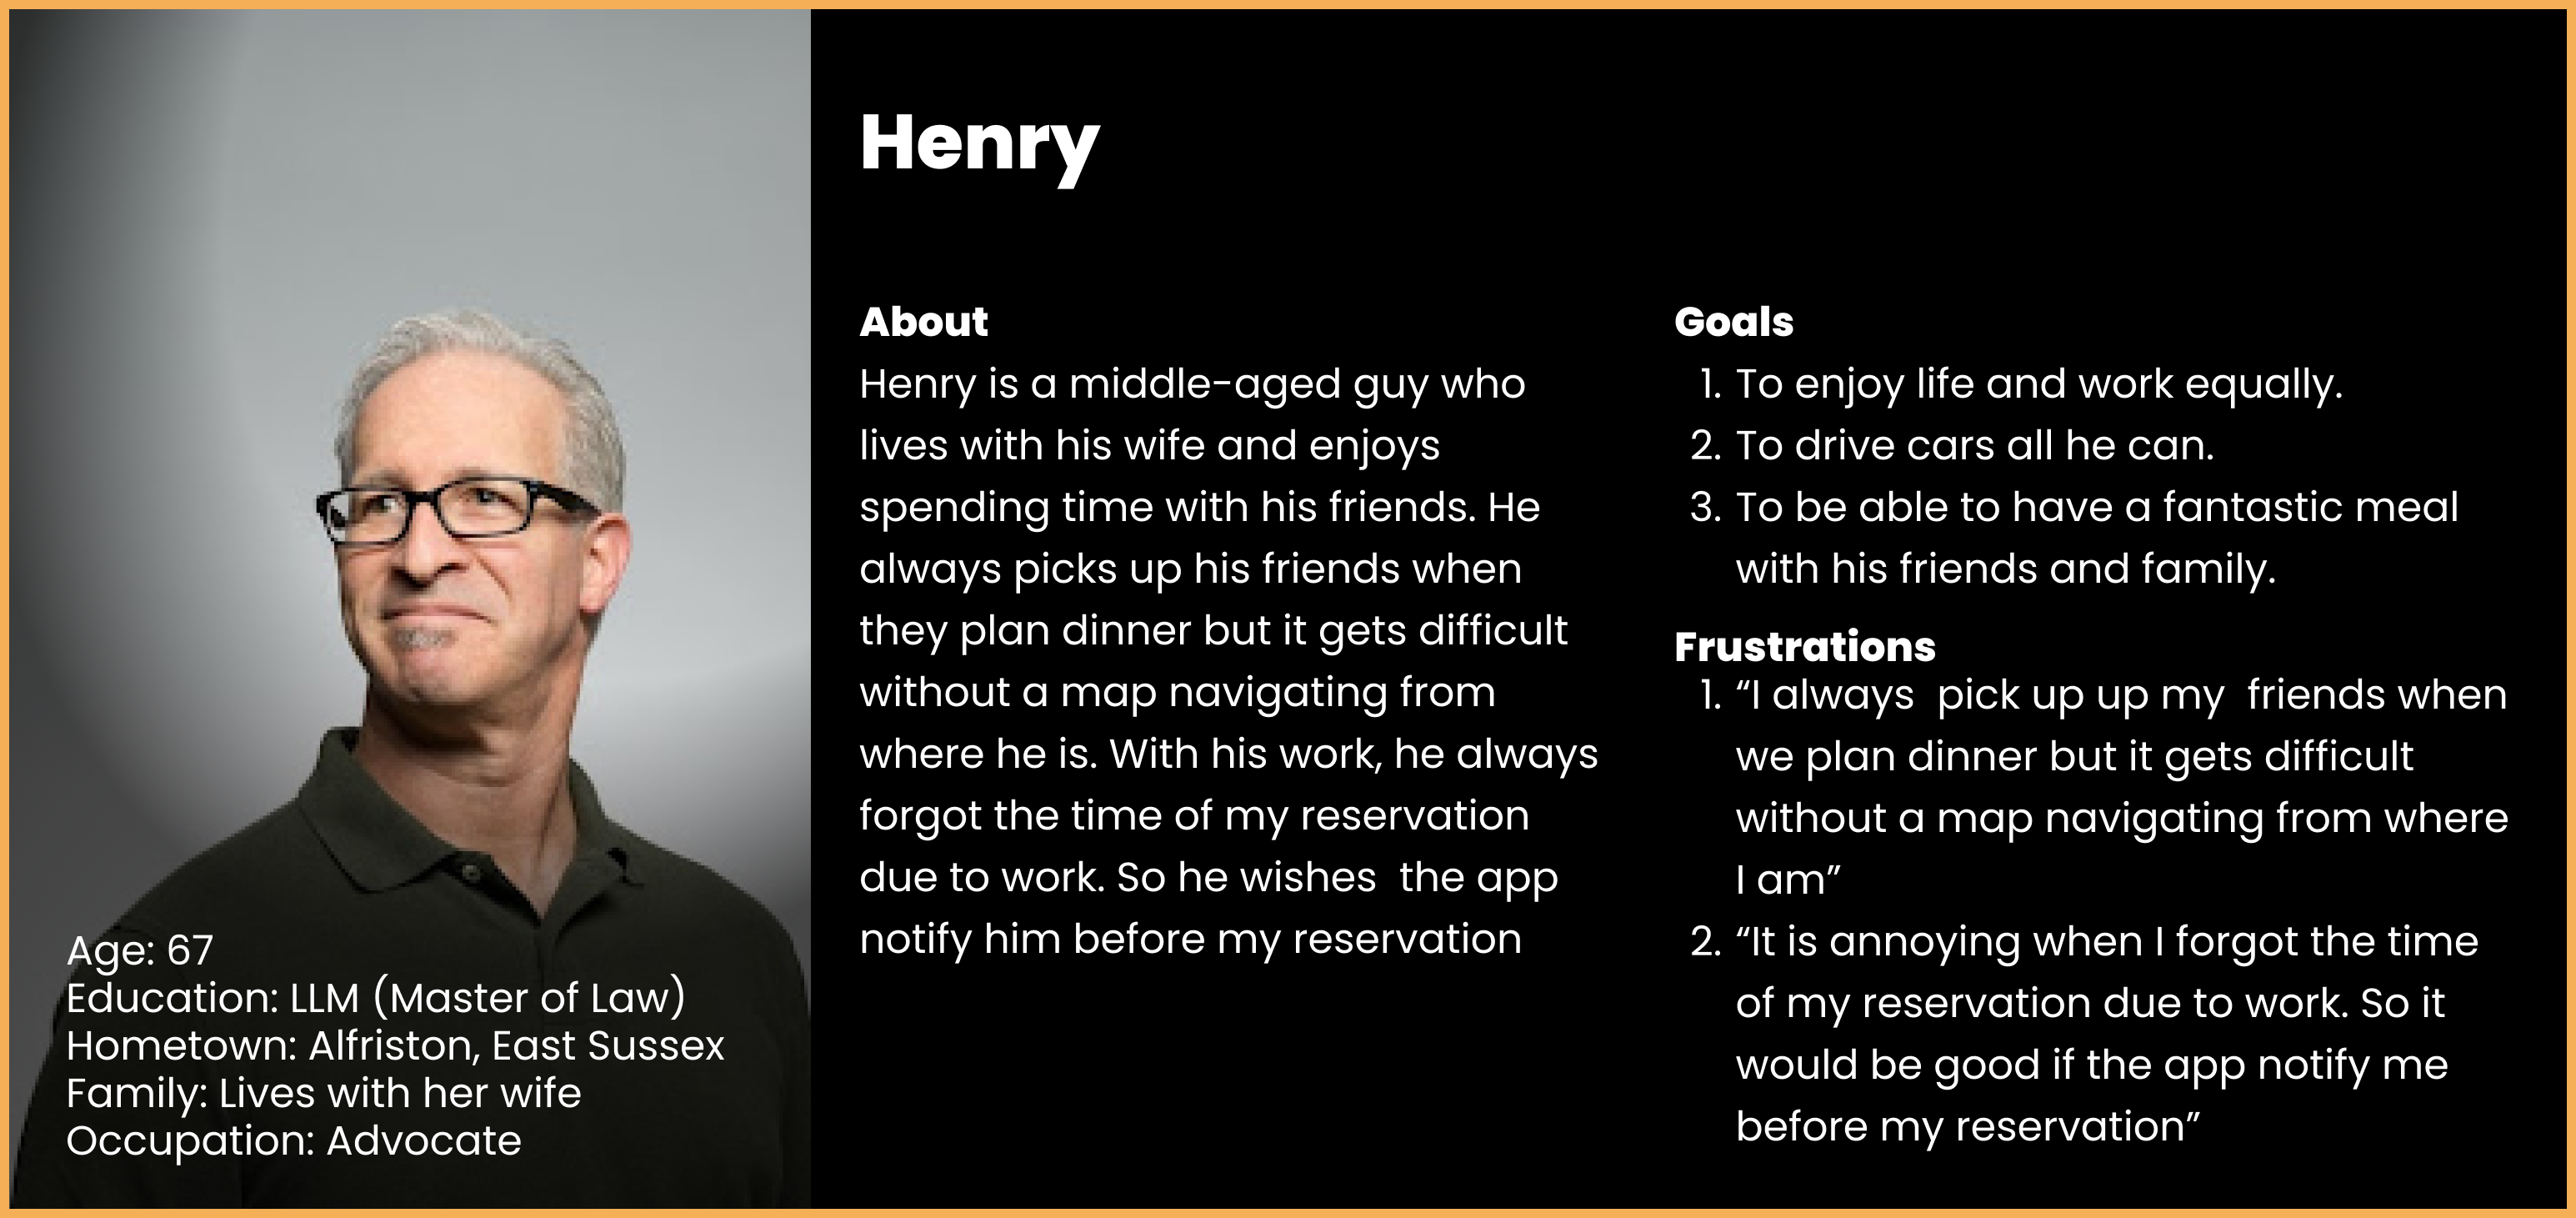 Henry
About
Henry is a middle-aged guy who
lives with his wife and enjoys
spending time with his friends. He
always picks up his friends when
they plan dinner but it gets difficult
without a map navigating from
where he is. With his work, he always
forgot the time of my reservation
due to work. So he wishes  the app
notify him before my reservation
Goals
1. To enjoy life and work equally.
2. To drive cars all he can.
3. To be able to have a fantastic meal
with his friends and family.
Frustrations
1. “I always  pick up up my  friends when
we plan dinner but it gets difficult
without a map navigating from where
I am”
2. “It is annoying when I forgot the time
of my reservation due to work. So it
would be good if the app notify me
before my reservation”
Age: 67
Education: LLM (Master of Law)
Hometown: Alfriston, East Sussex
Family: Lives with her wife
Occupation: Advocate